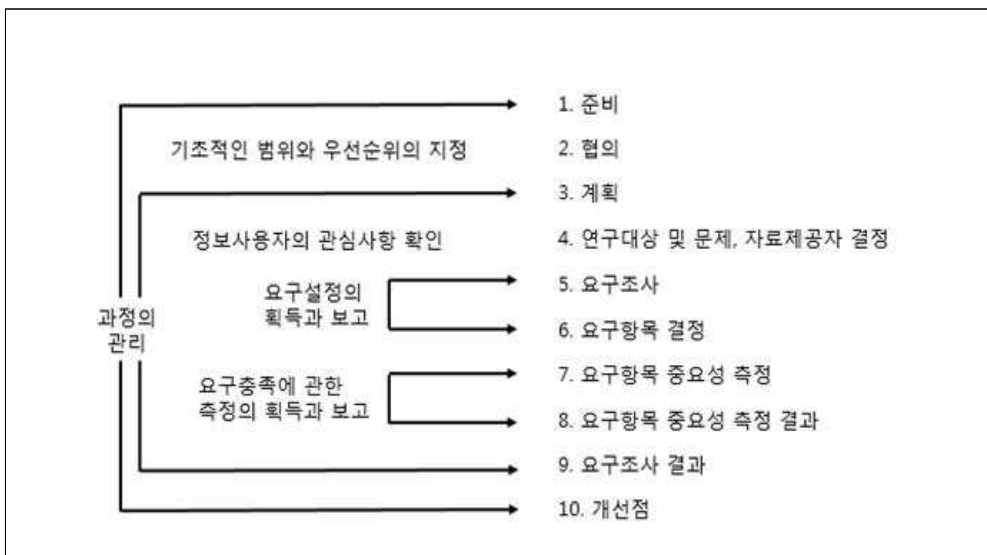 1. 준비
기초적인 범위와 우선순위의 지정
2. 협의
3. 계획
정보사용자의 관심사항 확인
4. 연구대상 및 문제, 자료제공자 결정
요구설정의
획득과 보고
5. 요구조사
6. 요구항목 결정
과정의
관리
요구충족에 관한
측정의 획득과 보고
7. 요구항목 중요성 측정
8. 요구항목 중요성 측정 결과
9. 요구조사 결과
10. 개선점